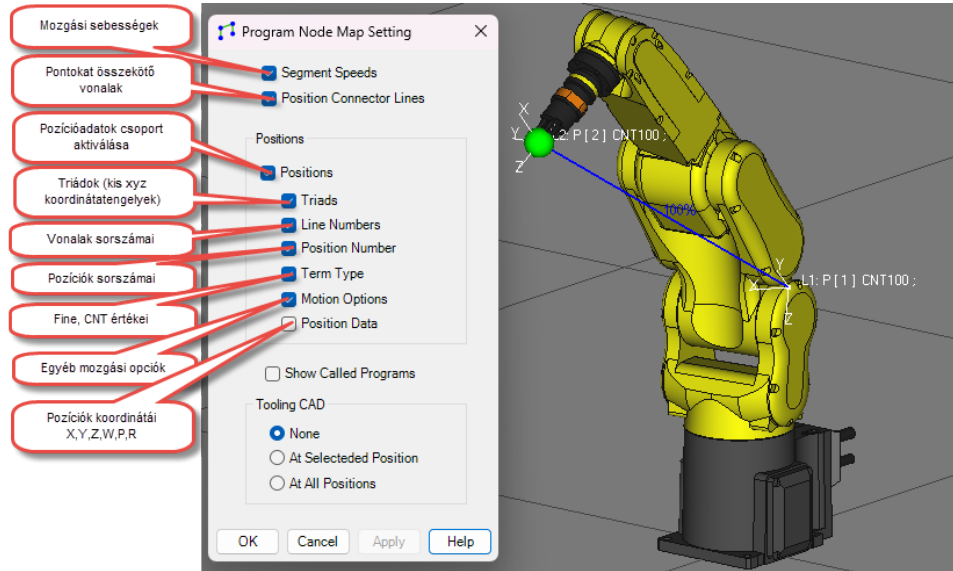 Mozgási sebességek
Pontokat összekötő
vonalak
Pozícióadatok csoport
aktiválása
Triádok (kis xyz
koordinátatengelyek)
Vonalak sorszámai
Pozíciók sorszámai
Fine, CNT értékei
Egyéb mozgási opciók
Pozíciók koordinátái
X,Y,Z,W,P,R
Program Node Map Setting
Segment Speeds
Position Connector Lines
Positions
Positions
Triads
Line Numbers
Position Number
Term Type
Motion Options
Position Data
Show Called Programs
Tooling CAD
None
At Selecteded Position
At All Positions
OK Cancel Apply Help
X
Y
Z
L2: P [ 2 ] CNT100 ;
100%
Y
X
Z
L1: P [ 1 ] CNT100 ;